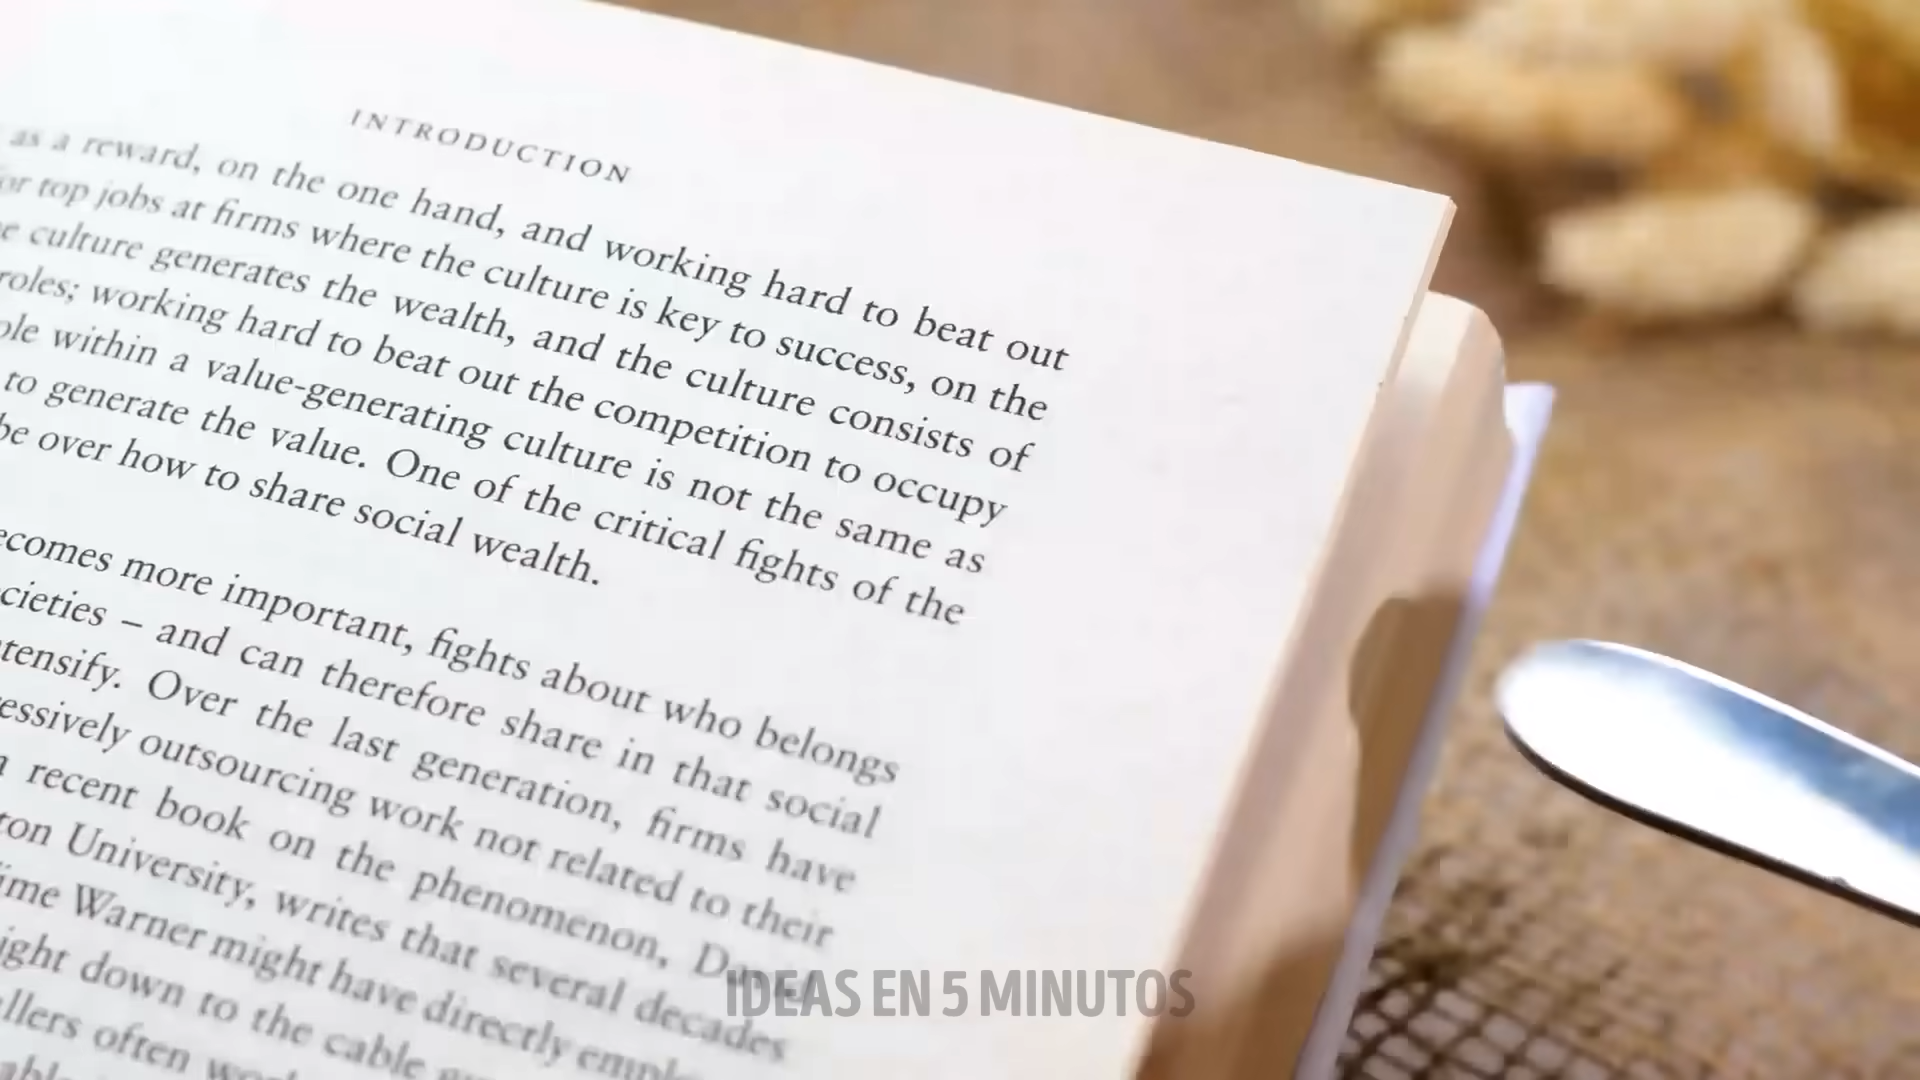 INTRODUCTION
as a reward, on the one hand, and working hard to beat out
for top jobs at firms where the culture is key to success, on the
culture generates the wealth, and the culture consists of
roles; working hard to beat out the competition to occupy
within a value-generating culture is not the same as
to generate the value. One of the critical fights of the
be over how to share social wealth.
ecomes more important, fights about who belongs
cieties – and can therefore share in that social
tensify. Over the last generation, firms have
essively outsourcing work not related to their
recent book on the phenomenon, David
ton University, writes that several decades
ime Warner might have directly emplo
ight down to the cable
llers often
IDEAS EN 5 MINUTOS